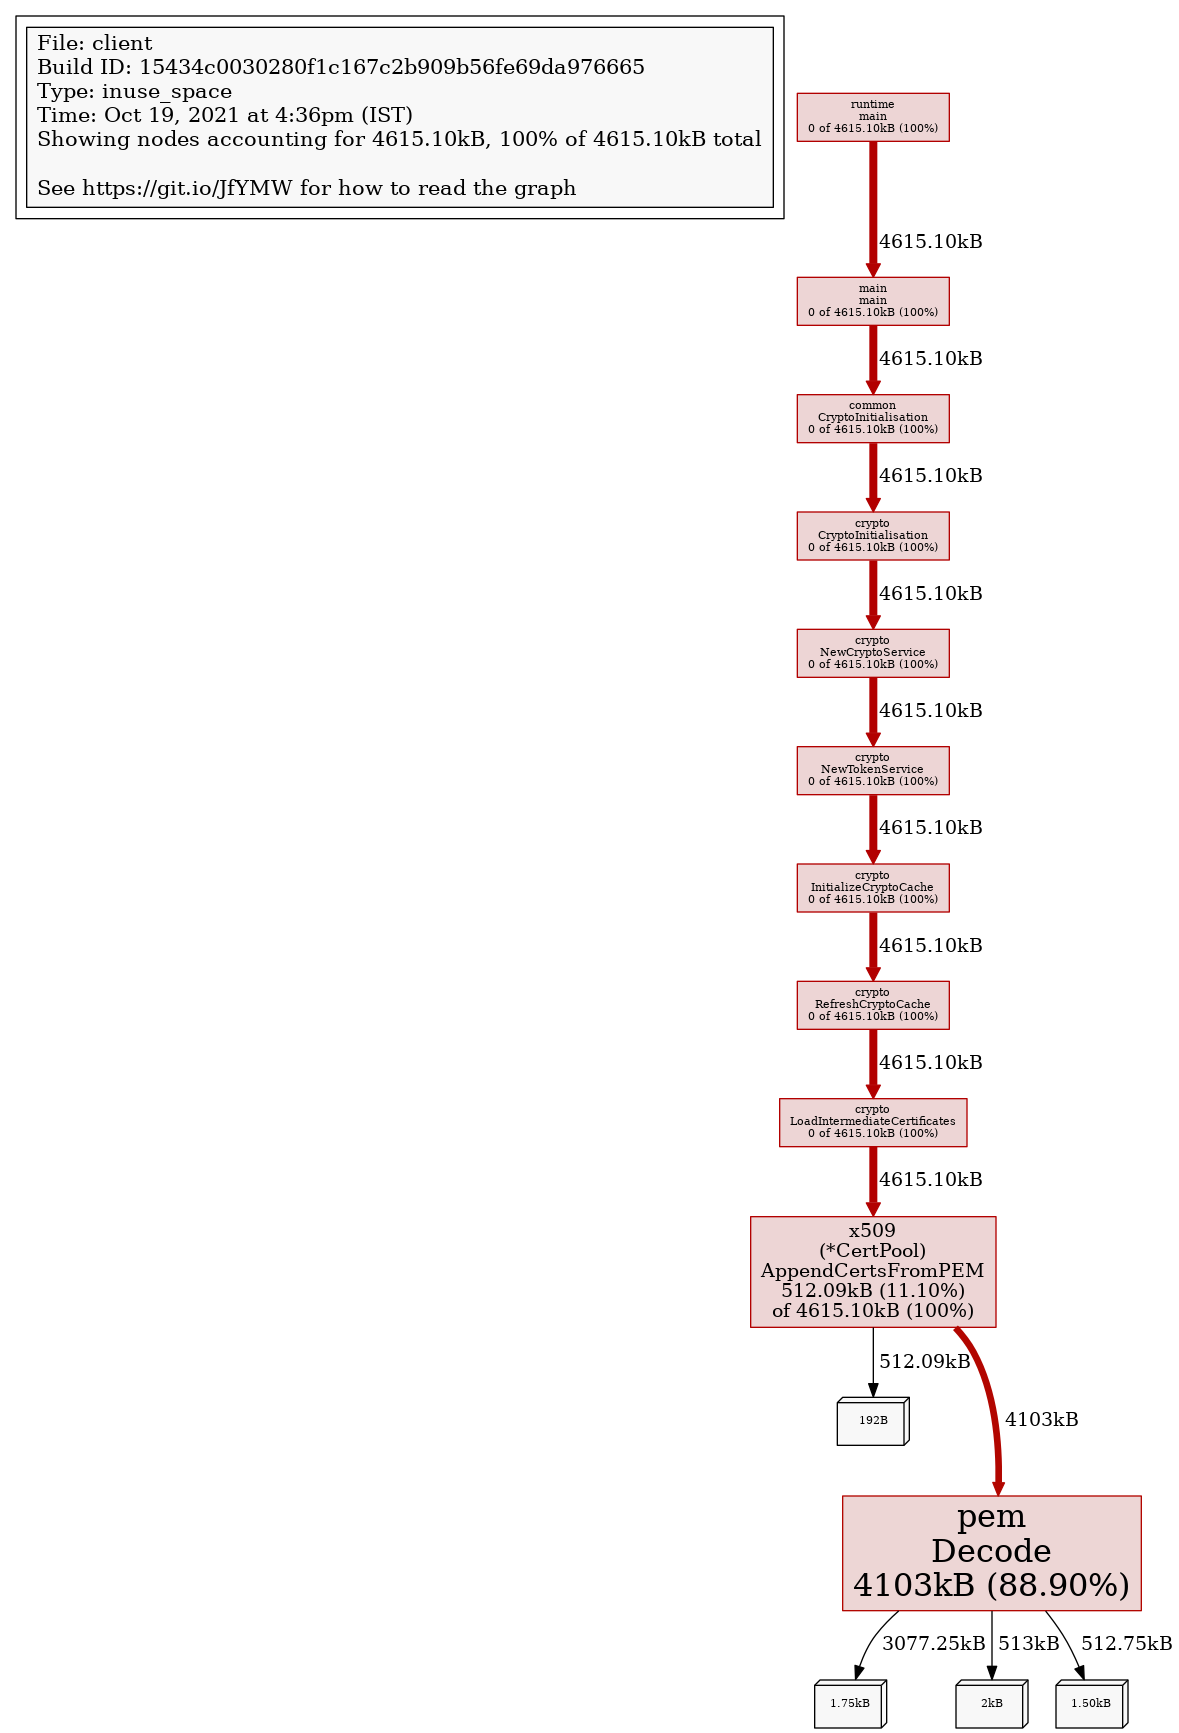 File: client
Build ID: 15434c0030280f1c167c2b909b56fe69da976665
Type: inuse_space
Time: Oct 19, 2021 at 4:36pm (IST)
Showing nodes accounting for 4615.10kB, 100% of 4615.10kB total
See https://git.io/JfYMW for how to read the graph
runtime
main
0 of 4615.10kB (100%)
4615.10kB
main
main
0 of 4615.10kB (100%)
4615.10kB
common
CryptoInitialisation
0 of 4615.10kB (100%)
4615.10kB
crypto
CryptoInitialisation
0 of 4615.10kB (100%)
4615.10kB
crypto
NewCryptoService
0 of 4615.10kB (100%)
4615.10kB
crypto
NewTokenService
0 of 4615.10kB (100%)
4615.10kB
crypto
InitializeCryptoCache
0 of 4615.10kB (100%)
4615.10kB
crypto
RefreshCryptoCache
0 of 4615.10kB (100%)
4615.10kB
crypto
LoadIntermediateCertificates
0 of 4615.10kB (100%)
4615.10kB
x509
(*CertPool)
AppendCertsFromPEM
512.09kB (11.10%)
of 4615.10kB (100%)
512.09kB
192B
4103kB
pem
Decode
4103kB (88.90%)
3077.25kB
513kB
512.75kB
1.75kB
2kB
1.50kB